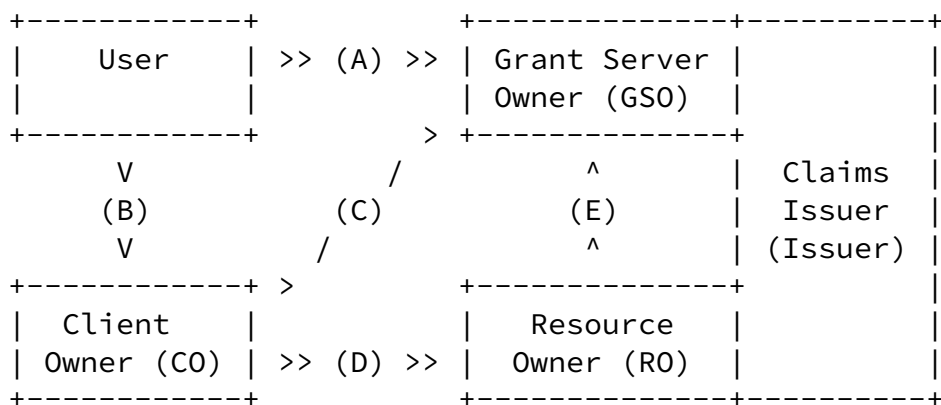 +------------+           +--------------+----------+
|    User    | >> (A) >> | Grant Server |          |
|            |           | Owner (GSO)  |          |
+------------+         > +--------------+          |
      V              /         ^        |  Claims  |
     (B)          (C)         (E)       |  Issuer  |
      V          /             ^        | (Issuer) |
+------------+ >         +--------------+          |
|  Client    |           |   Resource   |          |
| Owner (CO) | >> (D) >> |  Owner (RO)  |          |
+------------+           +--------------+----------+